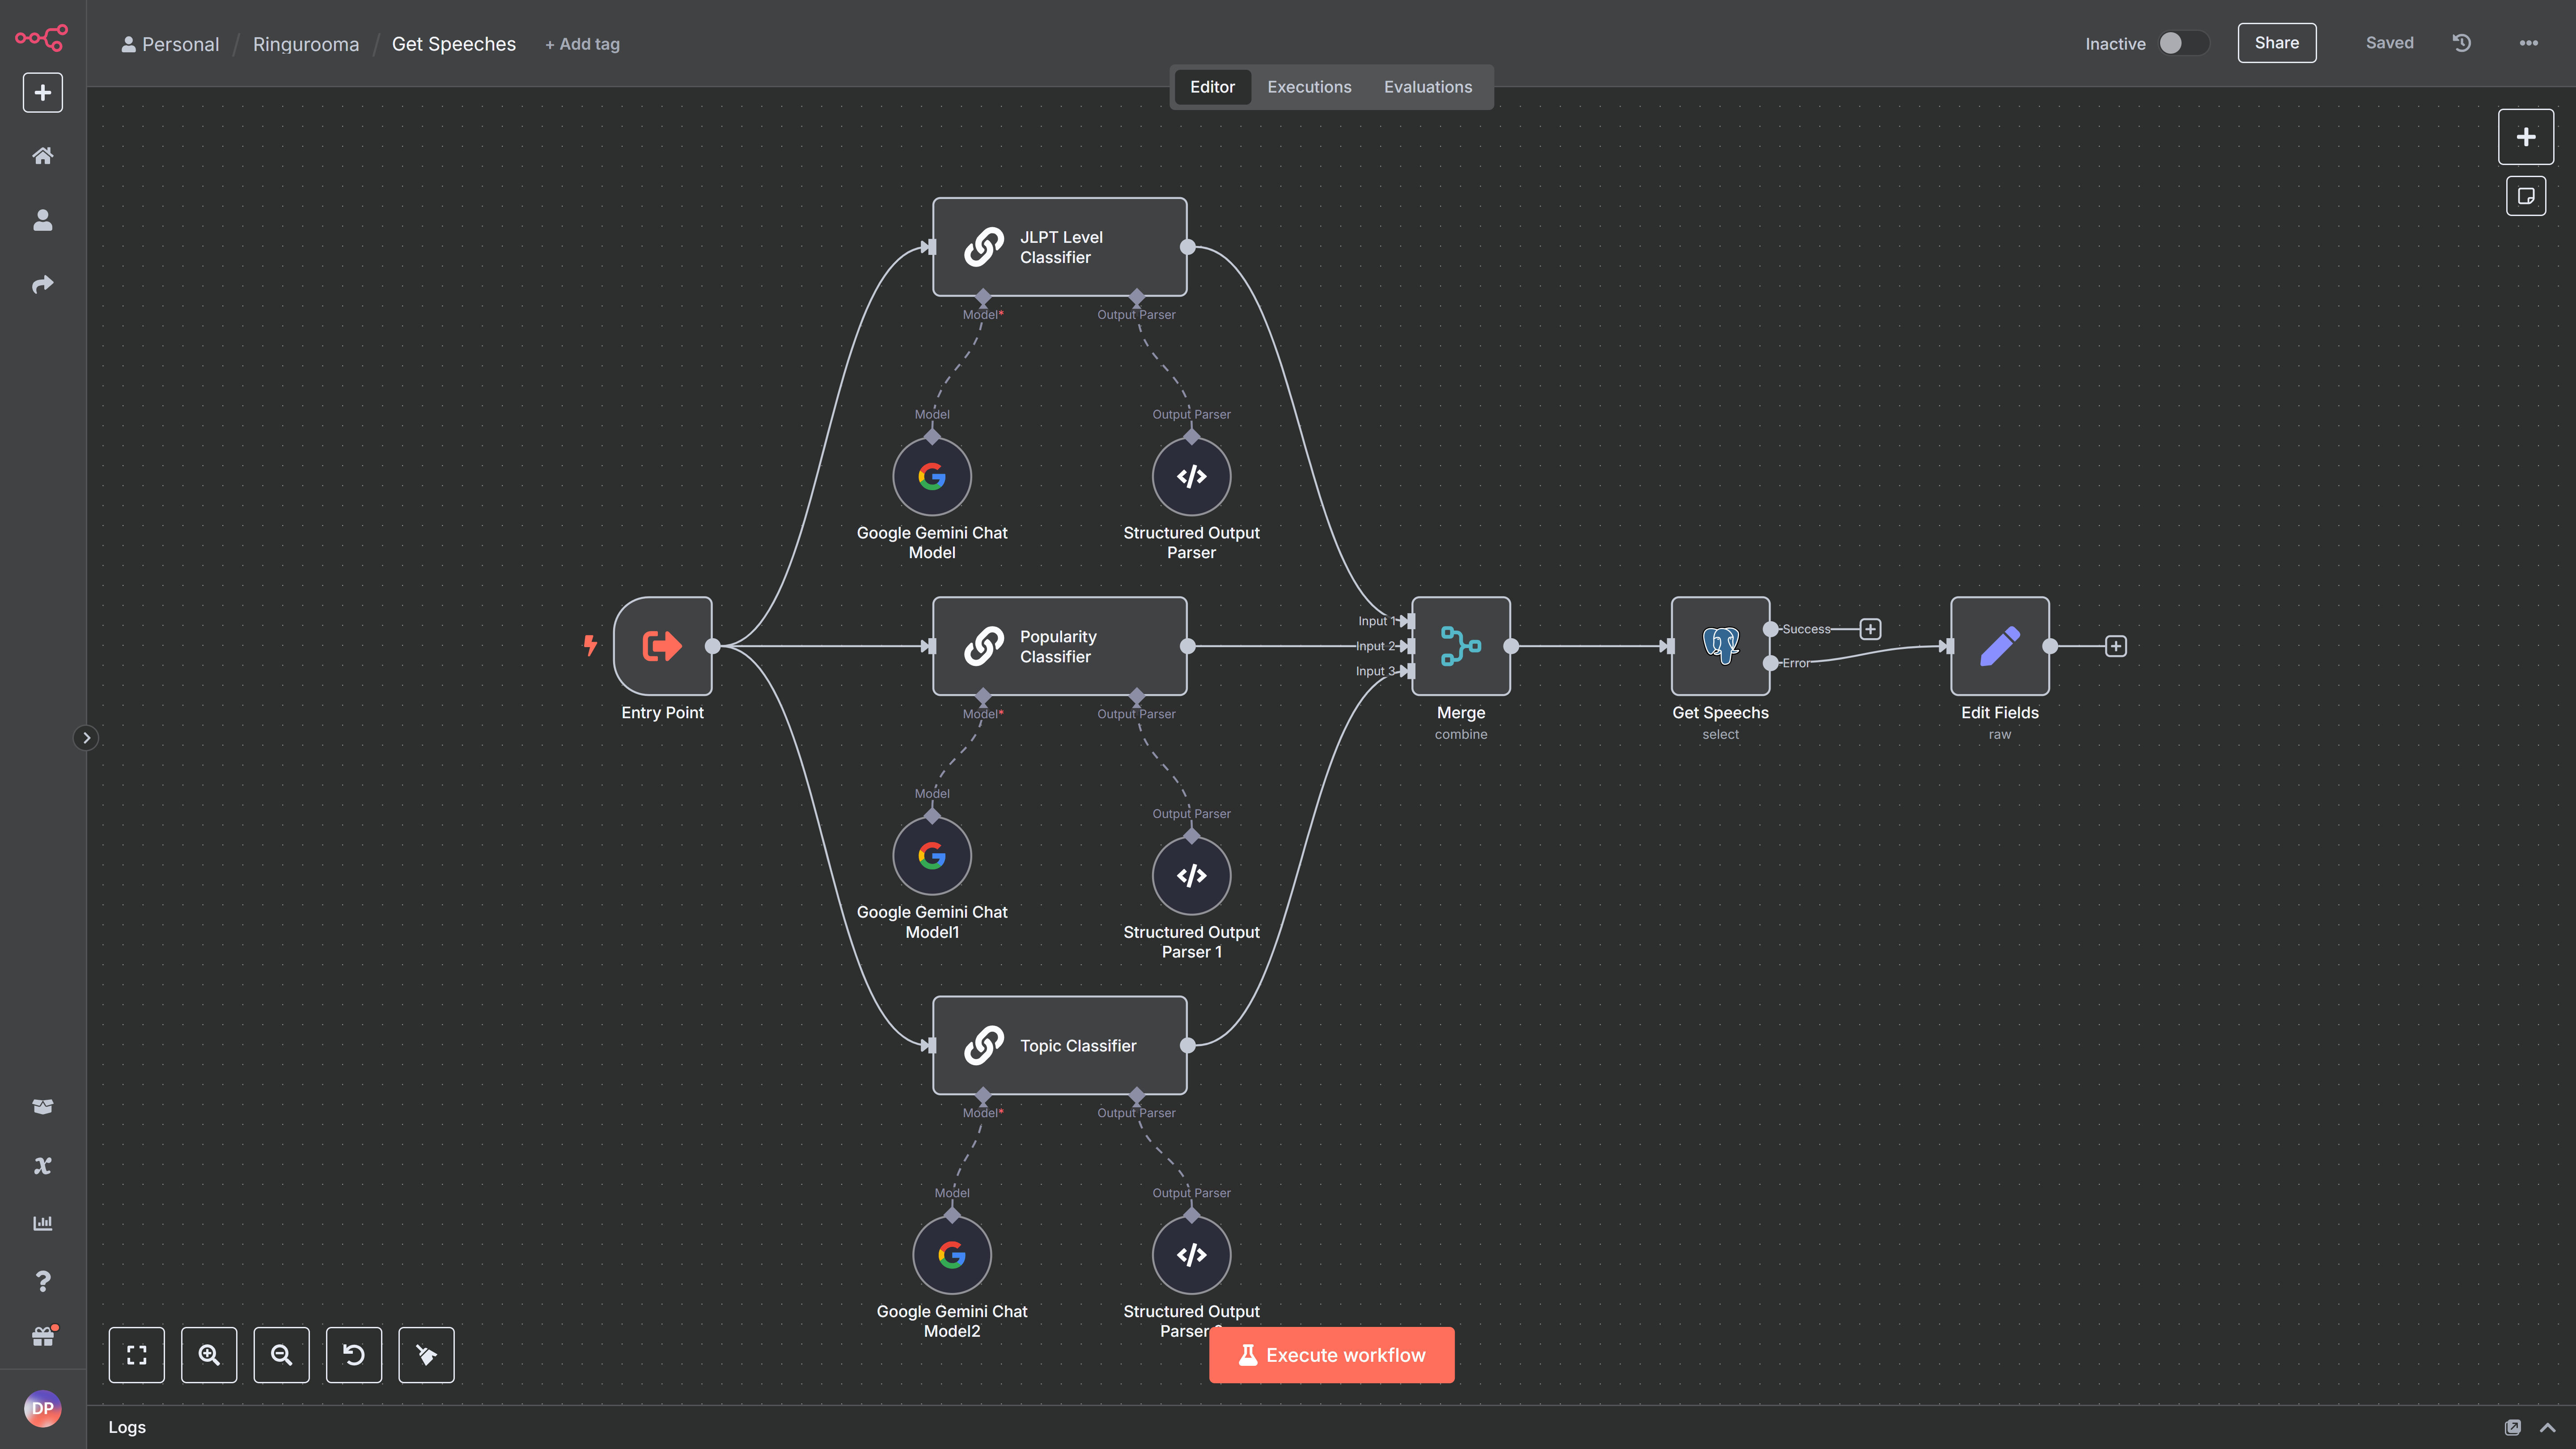 Personal / Ringurooma / Get Speeches + Add tag
Inactive
Share
Saved
Editor Executions Evaluations
JLPT Level
Classifier
Model* Output Parser
Model Output Parser
Google Gemini Chat
Model
Structured Output
Parser
Entry Point
Popularity
Classifier
Model* Output Parser
Input 1
Input 2
Input 3
Merge
combine
Success
Error
Get Speechs
select
Edit Fields
raw
Model Output Parser
Google Gemini Chat
Model1
Structured Output
Parser 1
Topic Classifier
Model* Output Parser
Model Output Parser
Google Gemini Chat
Model2
Structured Output
Parser
Execute workflow
DP
Logs